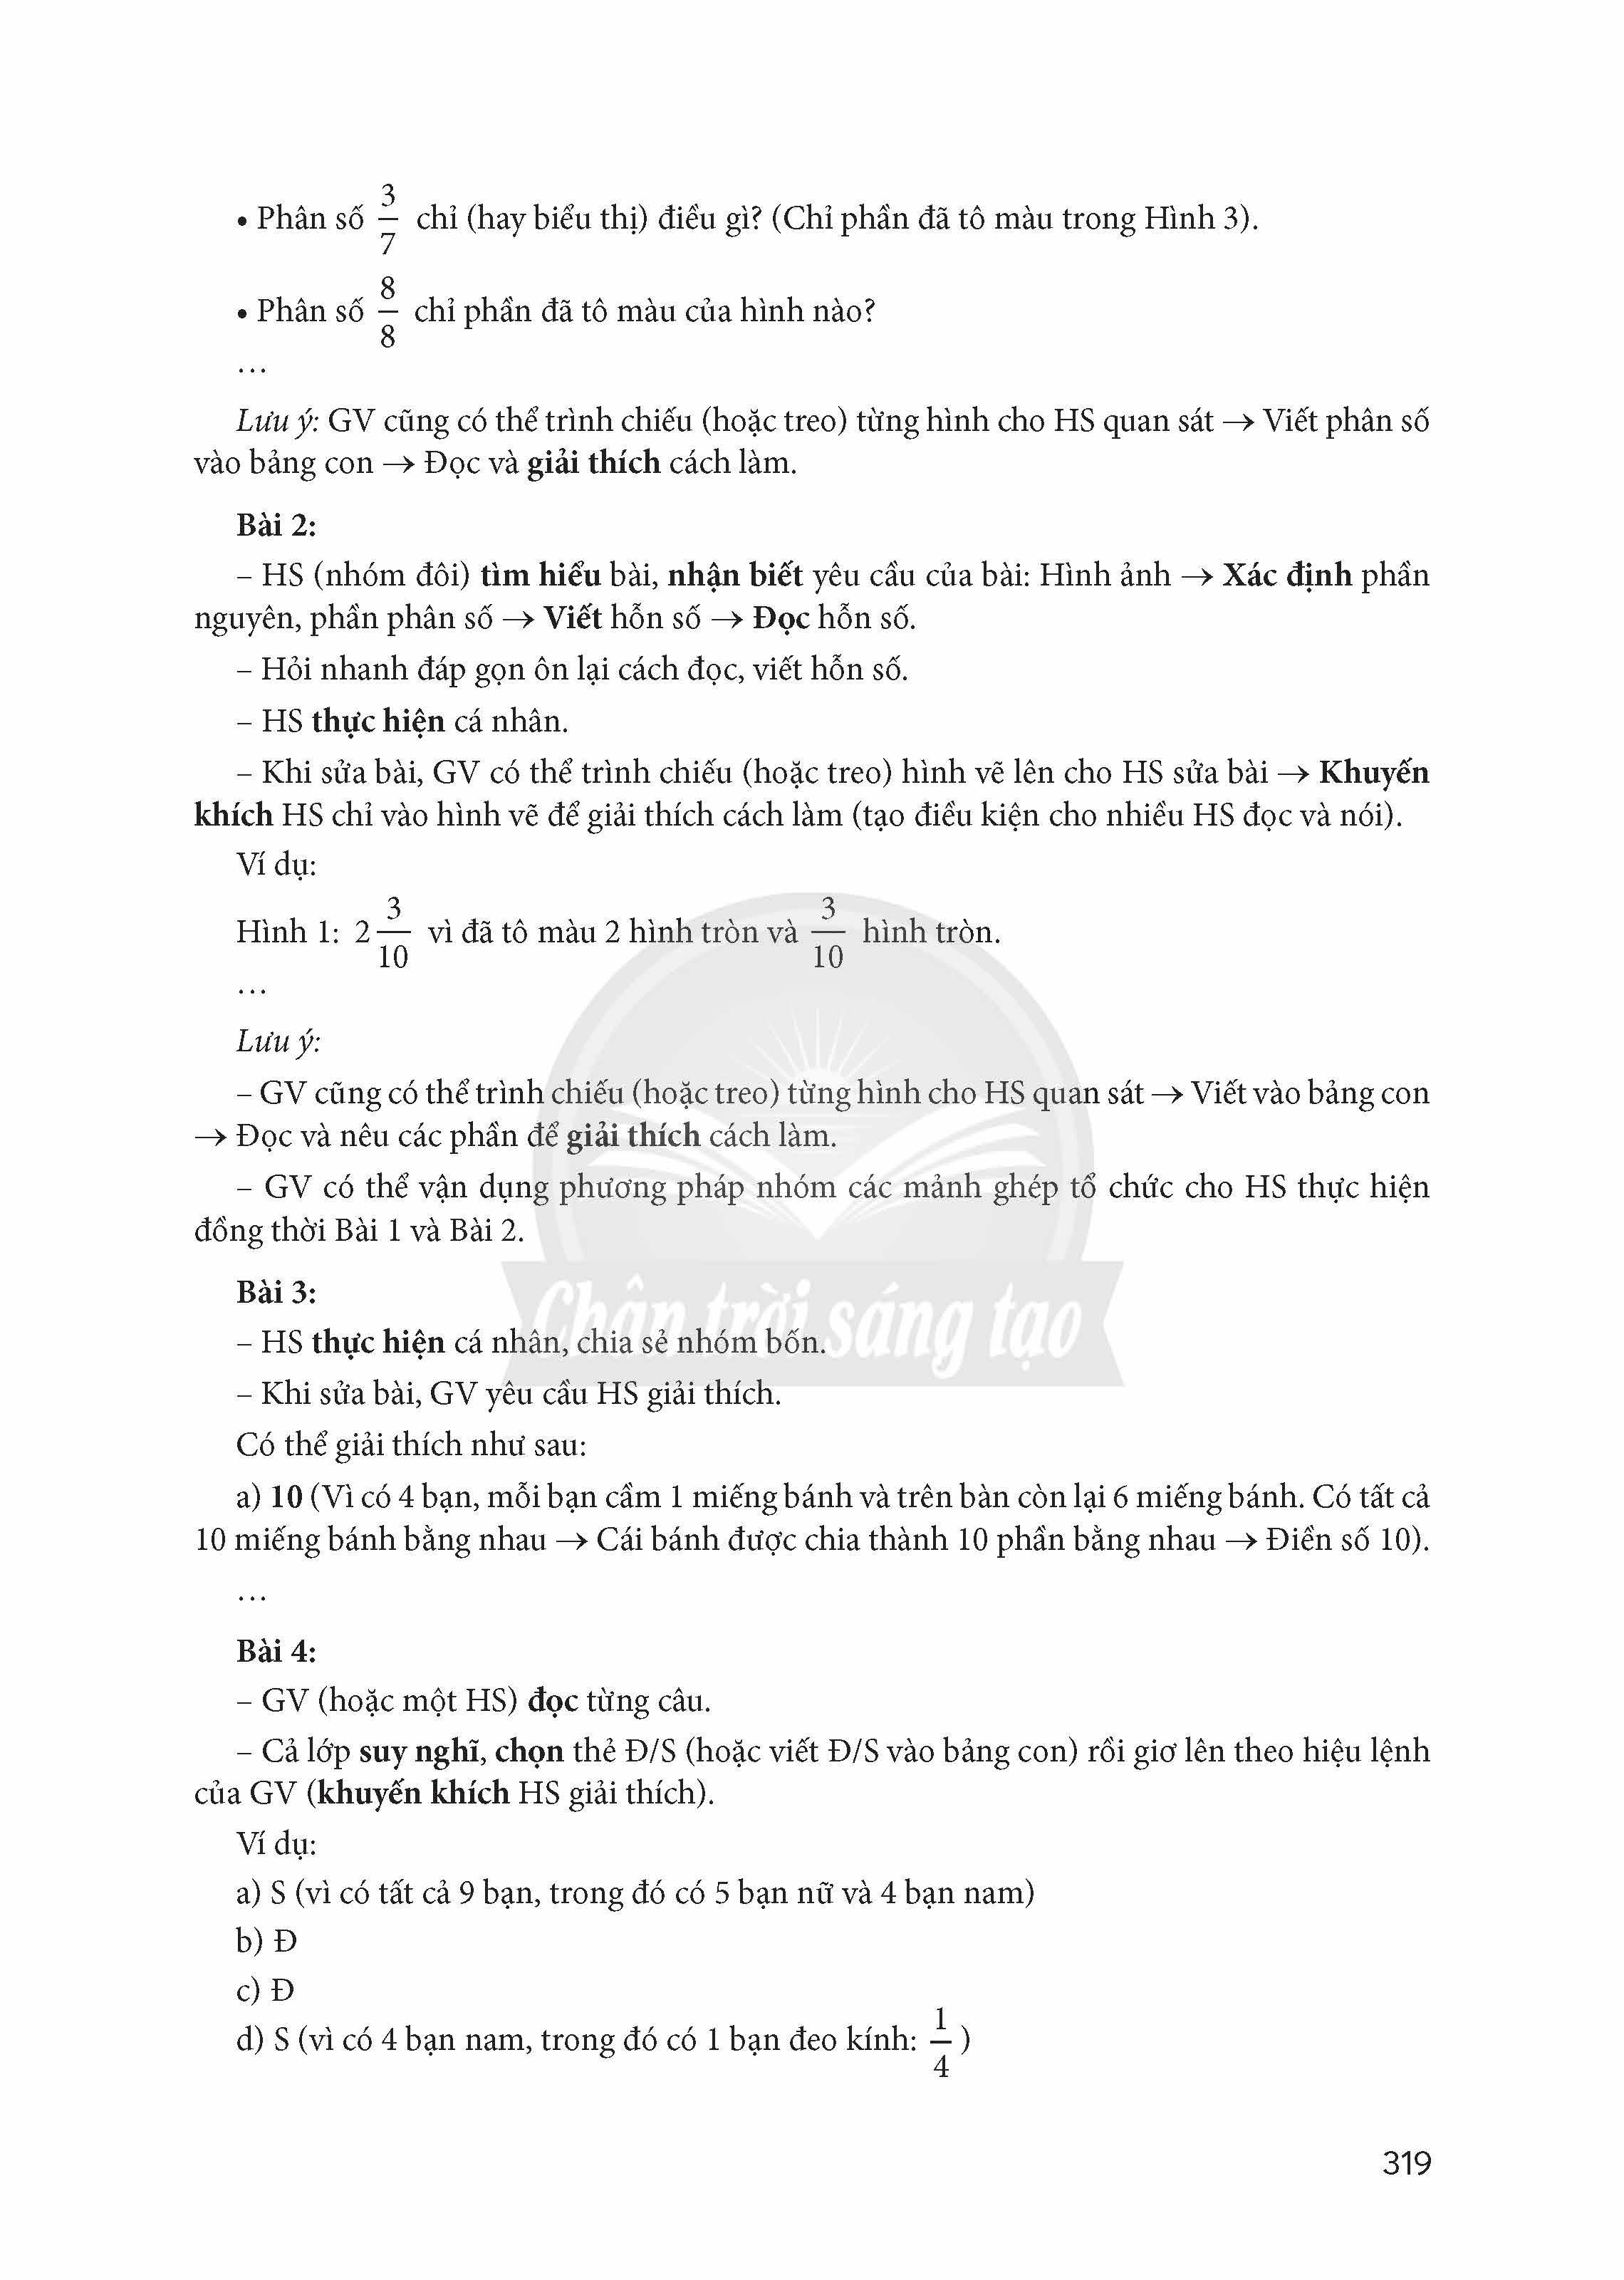 • Phân số 3/7 chỉ (hay biểu thị) điều gì? (Chỉ phần đã tô màu trong Hình 3).
• Phân số 8/8 chỉ phần đã tô màu của hình nào?
…
Lưu ý: GV cũng có thể trình chiếu (hoặc treo) từng hình cho HS quan sát → Viết phân số
vào bảng con → Đọc và giải thích cách làm.
Bài 2:
– HS (nhóm đôi) tìm hiểu bài, nhận biết yêu cầu của bài: Hình ảnh → Xác định phần
nguyên, phần phân số → Viết hỗn số → Đọc hỗn số.
– Hỏi nhanh đáp gọn ôn lại cách đọc, viết hỗn số.
– HS thực hiện cá nhân.
– Khi sửa bài, GV có thể trình chiếu (hoặc treo) hình vẽ lên cho HS sửa bài → Khuyến
khích HS chỉ vào hình vẽ để giải thích cách làm (tạo điều kiện cho nhiều HS đọc và nói).
Ví dụ:
Hình 1: 2 3/10 vì đã tô màu 2 hình tròn và 3/10 hình tròn.
…
Lưu ý:
– GV cũng có thể trình chiếu (hoặc treo) từng hình cho HS quan sát → Viết vào bảng con
→ Đọc và nêu các phần để giải thích cách làm.
– GV có thể vận dụng phương pháp nhóm các mảnh ghép tổ chức cho HS thực hiện
đồng thời Bài 1 và Bài 2.
Bài 3:
Chân trời sáng tạo
– HS thực hiện cá nhân, chia sẻ nhóm bốn.
– Khi sửa bài, GV yêu cầu HS giải thích.
Có thể giải thích như sau:
a) 10 (Vì có 4 bạn, mỗi bạn cầm 1 miếng bánh và trên bàn còn lại 6 miếng bánh. Có tất cả
10 miếng bánh bằng nhau → Cái bánh được chia thành 10 phần bằng nhau → Điền số 10).
…
Bài 4:
– GV (hoặc một HS) đọc từng câu.
– Cả lớp suy nghĩ, chọn thẻ Đ/S (hoặc viết Đ/S vào bảng con) rồi giơ lên theo hiệu lệnh
của GV (khuyến khích HS giải thích).
Ví dụ:
a) S (vì có tất cả 9 bạn, trong đó có 5 bạn nữ và 4 bạn nam)
b) Đ
c) Đ
d) S (vì có 4 bạn nam, trong đó có 1 bạn đeo kính: 1/4 )
319